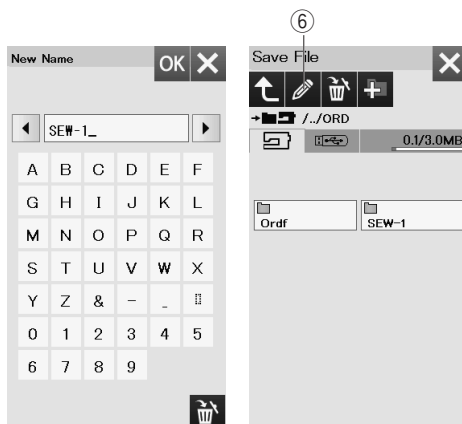 ⑥
New Name
OK
SEW-1_
A B C D E F
G H I J K L
M N O P Q R
S T U V W X
Y Z & - _
0 1 2 3 4 5
6 7 8 9
Save File
/../ORD
0.1/3.0MB
Ordf
SEW-1